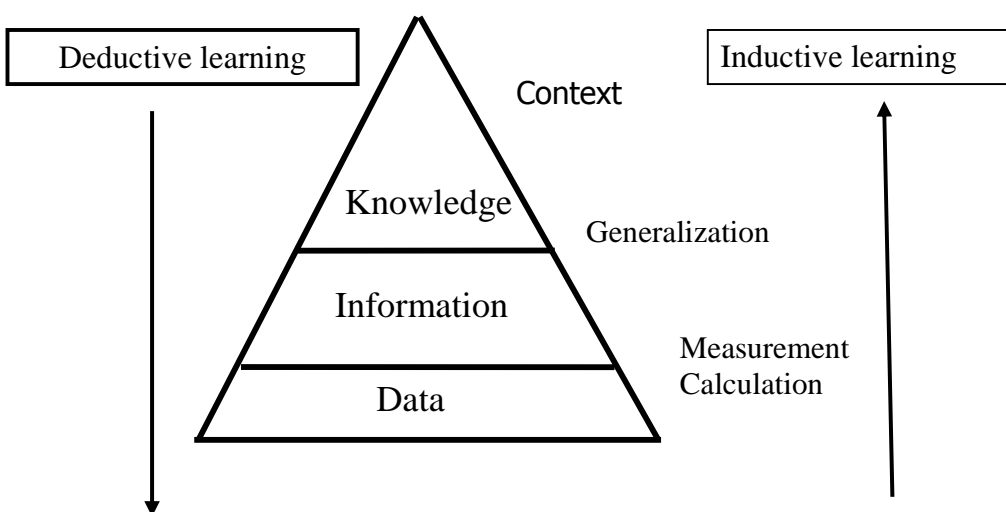 Deductive learning
Inductive learning
Context
Knowledge
Generalization
Information
Measurement
Calculation
Data